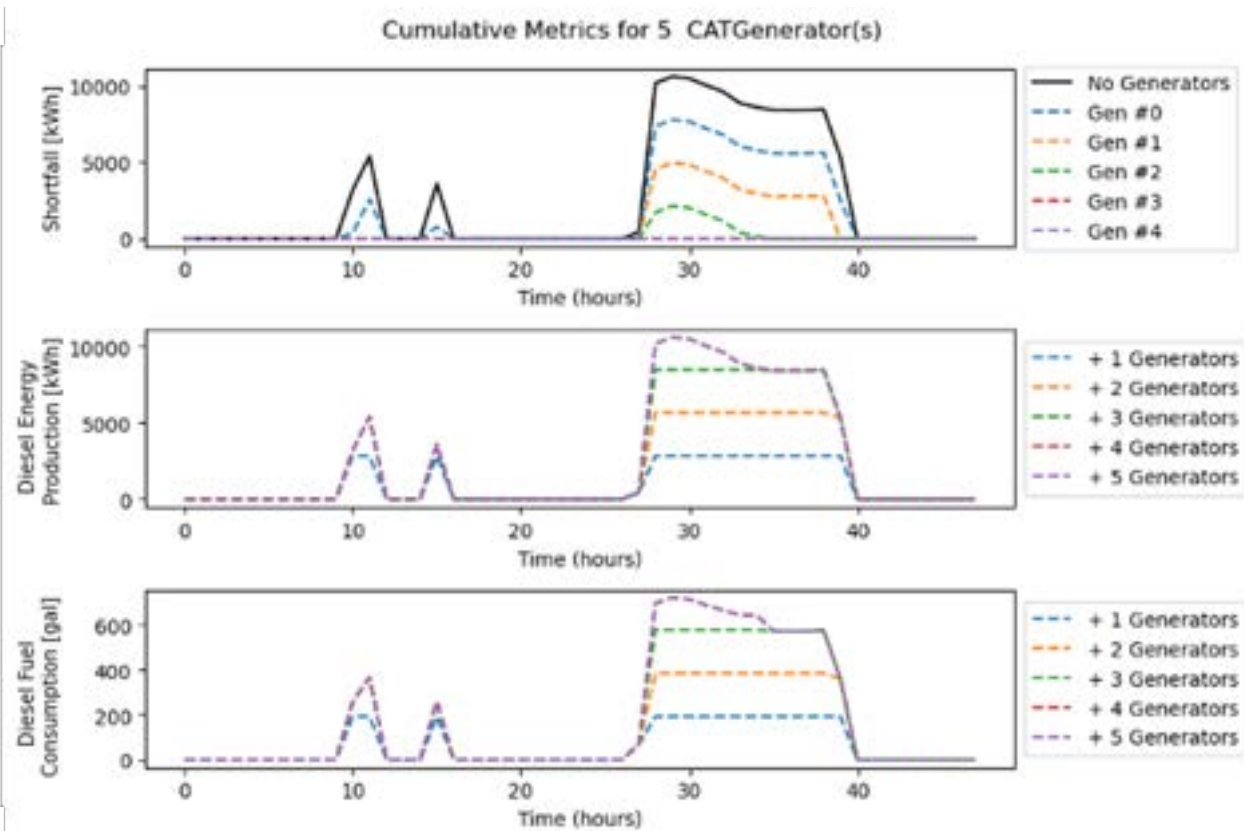 Cumulative Metrics for 5  CATGenerator(s)
Shortfall [kWh]
10000
5000
0
0
10
20
30
40
Time (hours)
No Generators
Gen #0
Gen #1
Gen #2
Gen #3
Gen #4
Diesel Energy
Production [kWh]
10000
5000
0
0
10
20
30
40
Time (hours)
+ 1 Generators
+ 2 Generators
+ 3 Generators
+ 4 Generators
+ 5 Generators
Diesel Fuel
Consumption [gal]
600
400
200
0
0
10
20
30
40
Time (hours)
+ 1 Generators
+ 2 Generators
+ 3 Generators
+ 4 Generators
+ 5 Generators